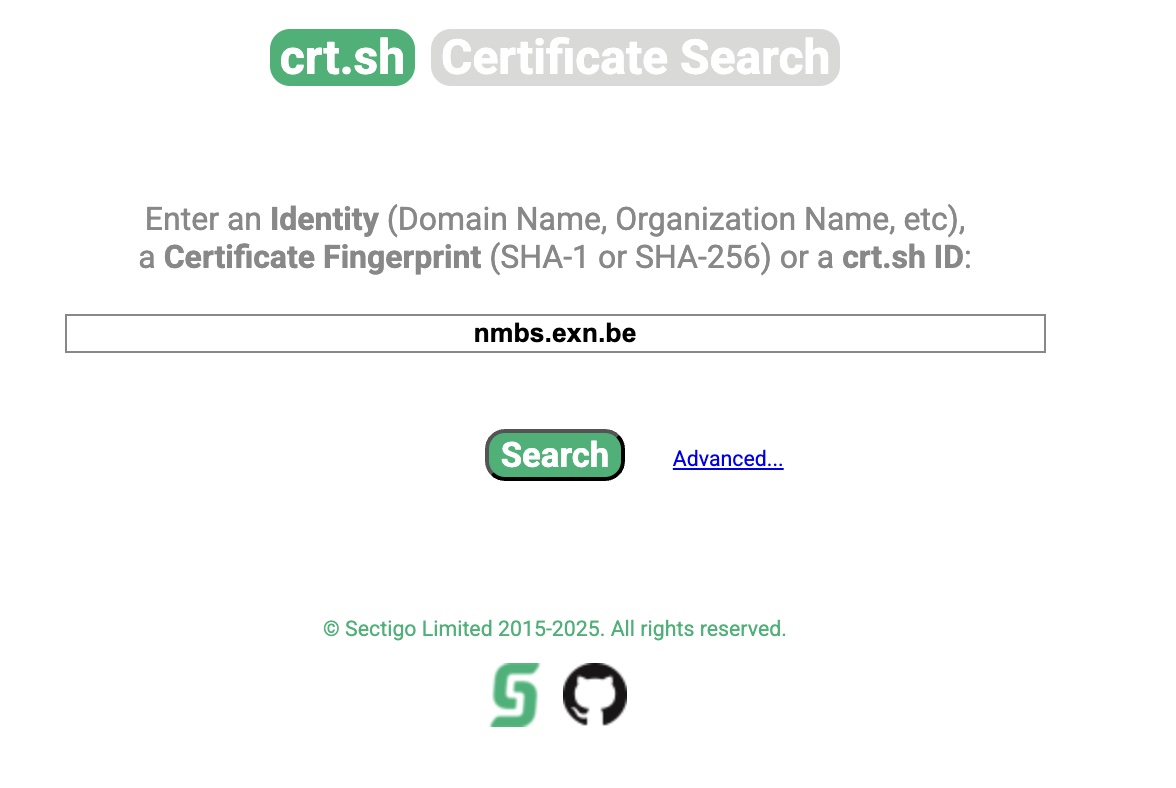 crt.sh Certificate Search
Enter an Identity (Domain Name, Organization Name, etc),
a Certificate Fingerprint (SHA-1 or SHA-256) or a crt.sh ID:
nmbs.exn.be
Search Advanced...
© Sectigo Limited 2015-2025. All rights reserved.